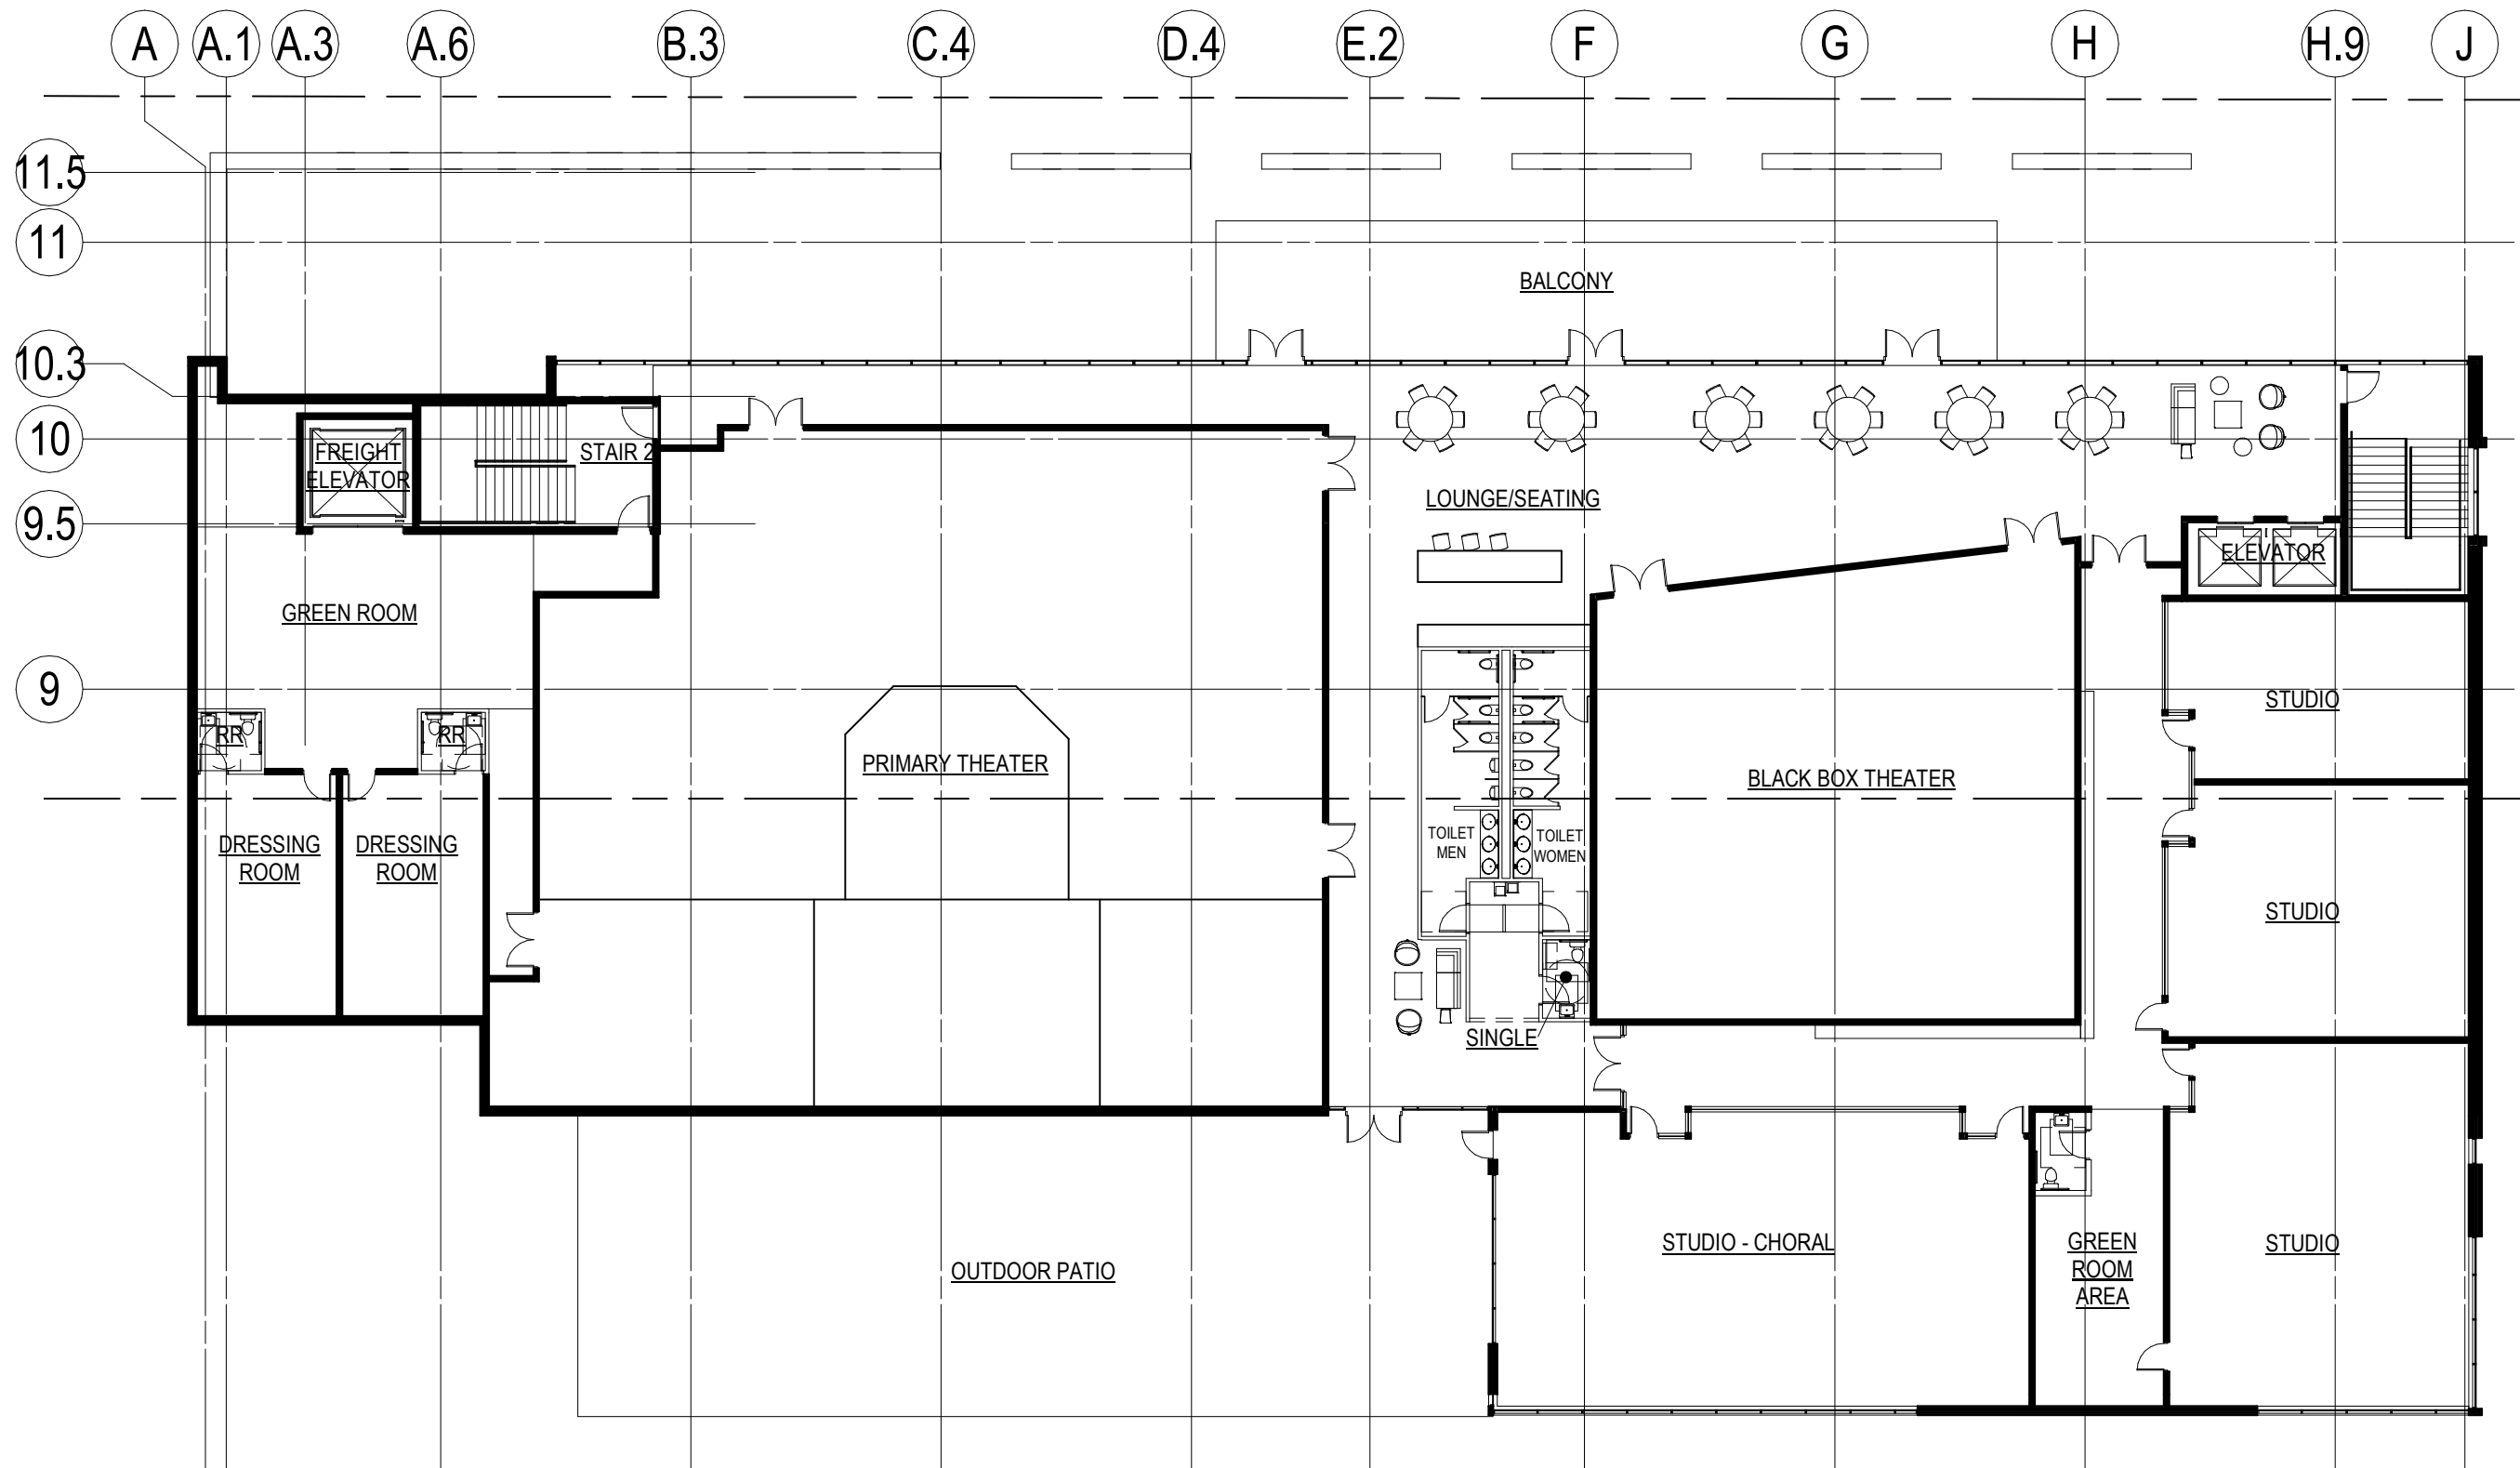 A
A.1
A.3
A.6
B.3
C.4
D.4
E.2
F
G
H
H.9
J
11.5
11
10.3
10
9.5
9
BALCONY
FREIGHT
ELEVATOR
STAIR 2
LOUNGE/SEATING
ELEVATOR
GREEN ROOM
STUDIO
RR
RR
PRIMARY THEATER
BLACK BOX THEATER
TOILET
MEN
TOILET
WOMEN
DRESSING
ROOM
DRESSING
ROOM
STUDIO
SINGLE
STUDIO - CHORAL
GREEN
ROOM
AREA
STUDIO
OUTDOOR PATIO